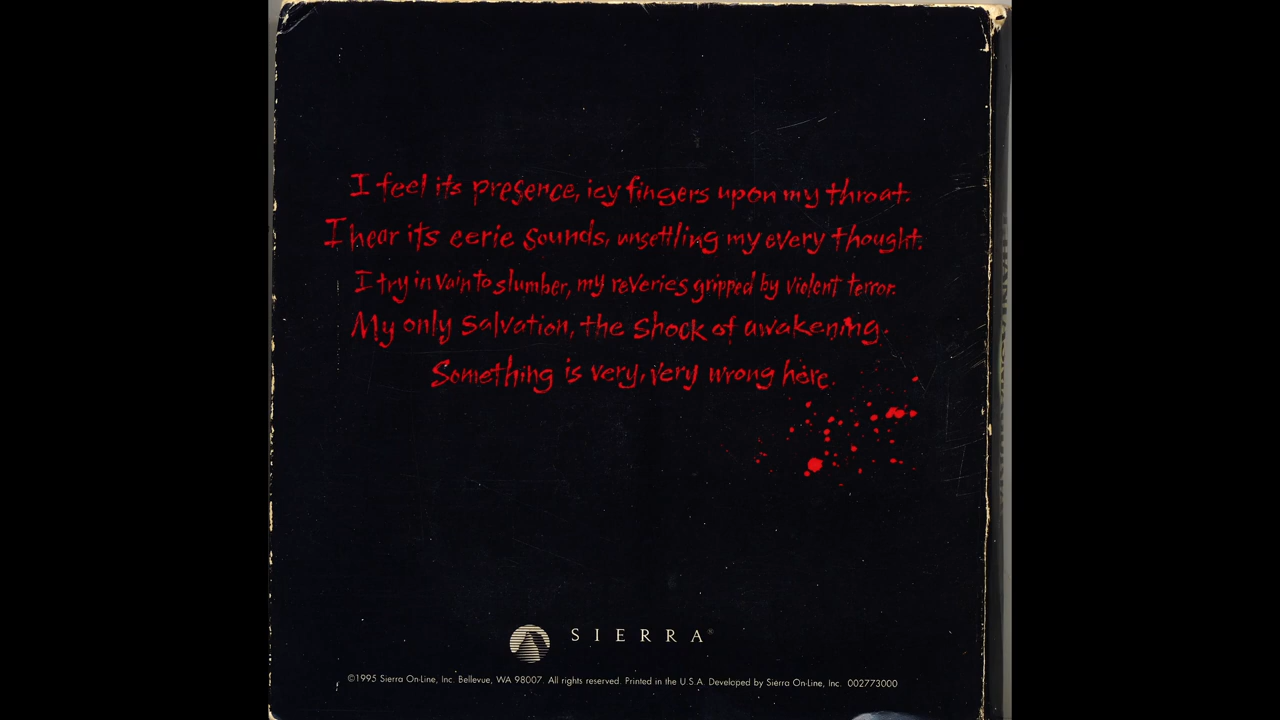 I feel its presence, icy fingers upon my throat.
I hear its eerie sounds, unsettling my every thought.
I try in vain to slumber, my reveries gripped by violent terror.
My only salvation, the shock of awakening.
Something is very, very wrong here.
SIERRA®
©1995 Sierra On-Line, Inc. Bellevue, WA 98007. All rights reserved. Printed in the U.S.A. Developed by Sierra On-Line, Inc. 002773000